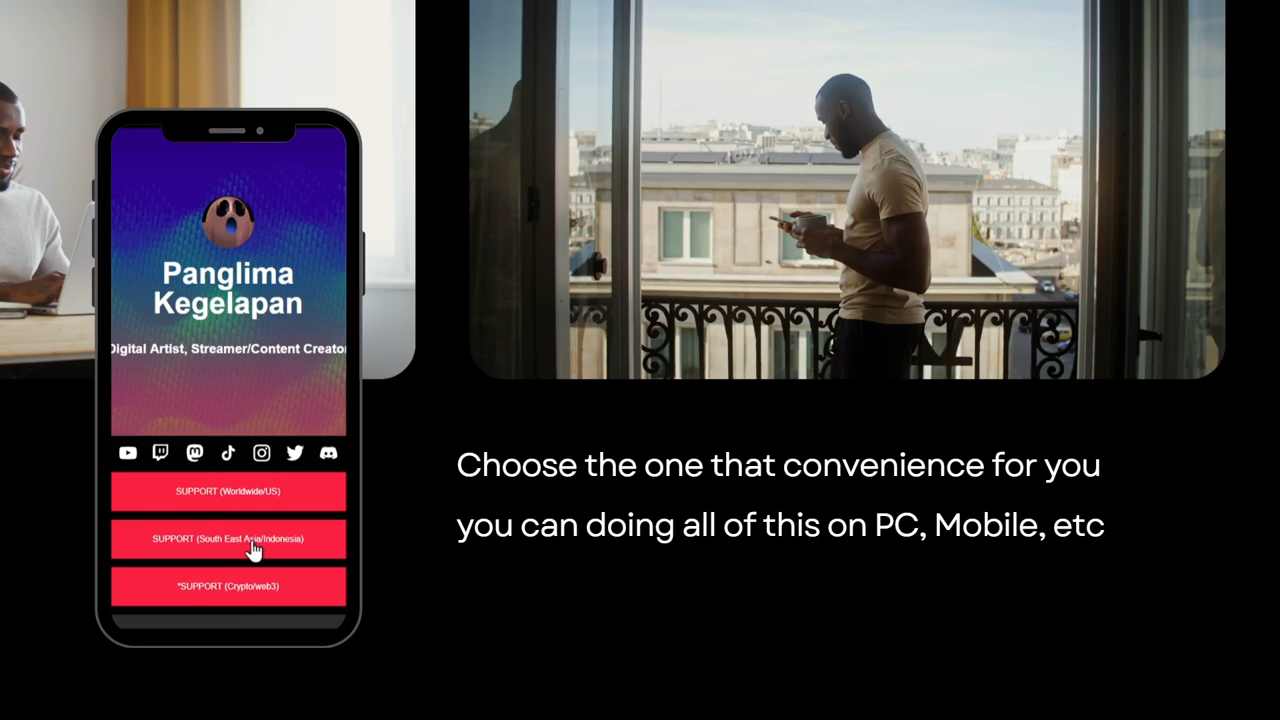 Panglima
Kegelapan
Digital Artist, Streamer/Content Creator
SUPPORT (Worldwide/US)
SUPPORT (South East Asia/Indonesia)
*SUPPORT (Crypto/web3)
Choose the one that convenience for you
you can doing all of this on PC, Mobile, etc